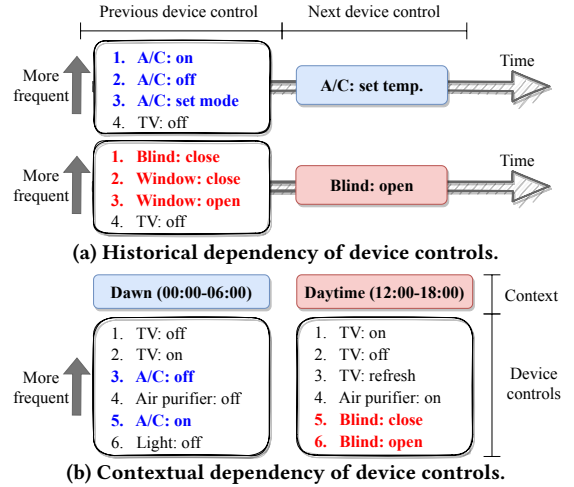 Previous device control
Next device control
More
frequent
1. A/C: on
2. A/C: off
3. A/C: set mode
4. TV: off
A/C: set temp.
Time
More
frequent
1. Blind: close
2. Window: close
3. Window: open
4. TV: off
Blind: open
Time
(a) Historical dependency of device controls.
Dawn (00:00-06:00)
Daytime (12:00-18:00)
Context
More
frequent
1. TV: off
2. TV: on
3. A/C: off
4. Air purifier: off
5. A/C: on
6. Light: off
1. TV: on
2. TV: off
3. TV: refresh
4. Air purifier: on
5. Blind: close
6. Blind: open
Device
controls
(b) Contextual dependency of device controls.